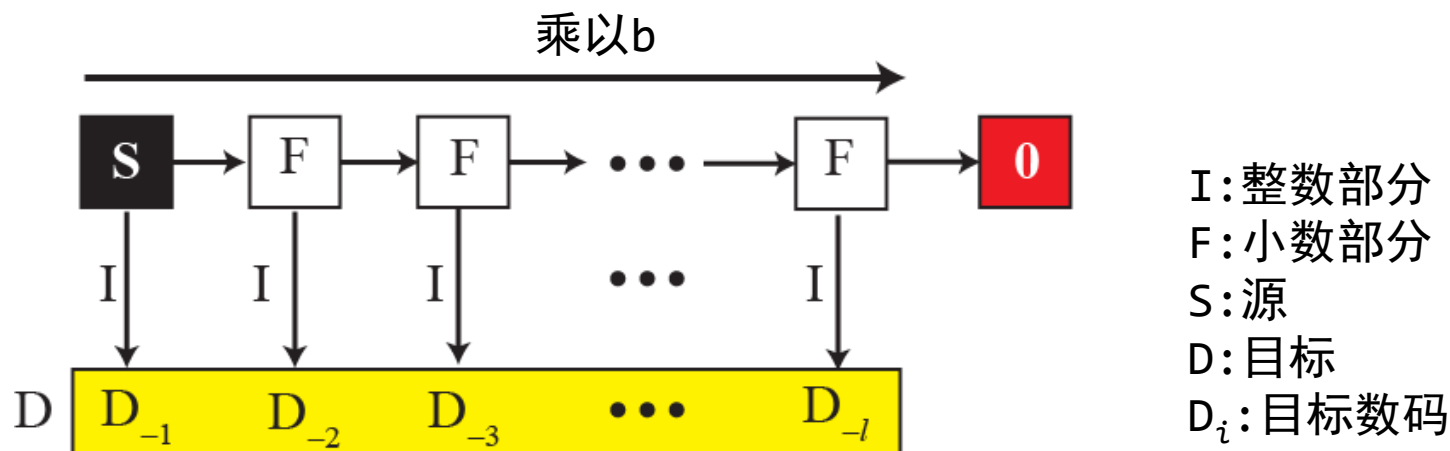 乘以b
S F F ••• F 0
I I I ••• I
D D₋₁ D₋₂ D₋₃ ••• D₋ₗ
I:整数部分
F:小数部分
S:源
D:目标
Dᵢ:目标数码